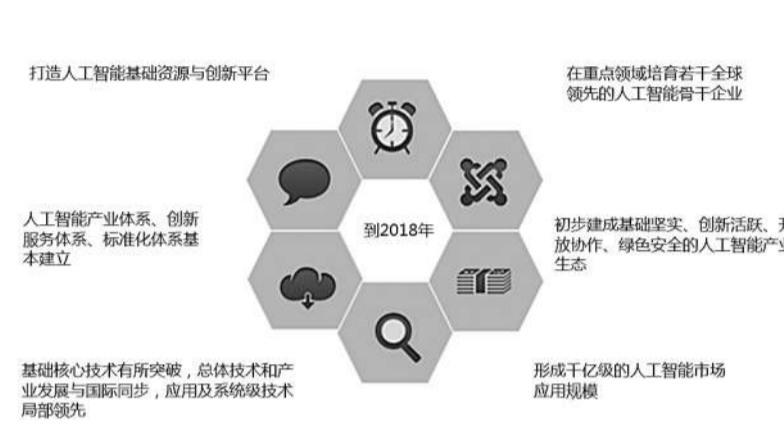 打造人工智能基础资源与创新平台
在重点领域培育若干全球
领先的人工智能骨干企业
人工智能产业体系、创新
服务体系、标准化体系基
本建立
到2018年
初步建成基础坚实、创新活跃、开
放协作、绿色安全的人工智能产业
生态
基础核心技术有所突破，总体技术和产
业发展与国际同步，应用及系统级技术
局部领先
形成千亿级的人工智能市场
应用规模